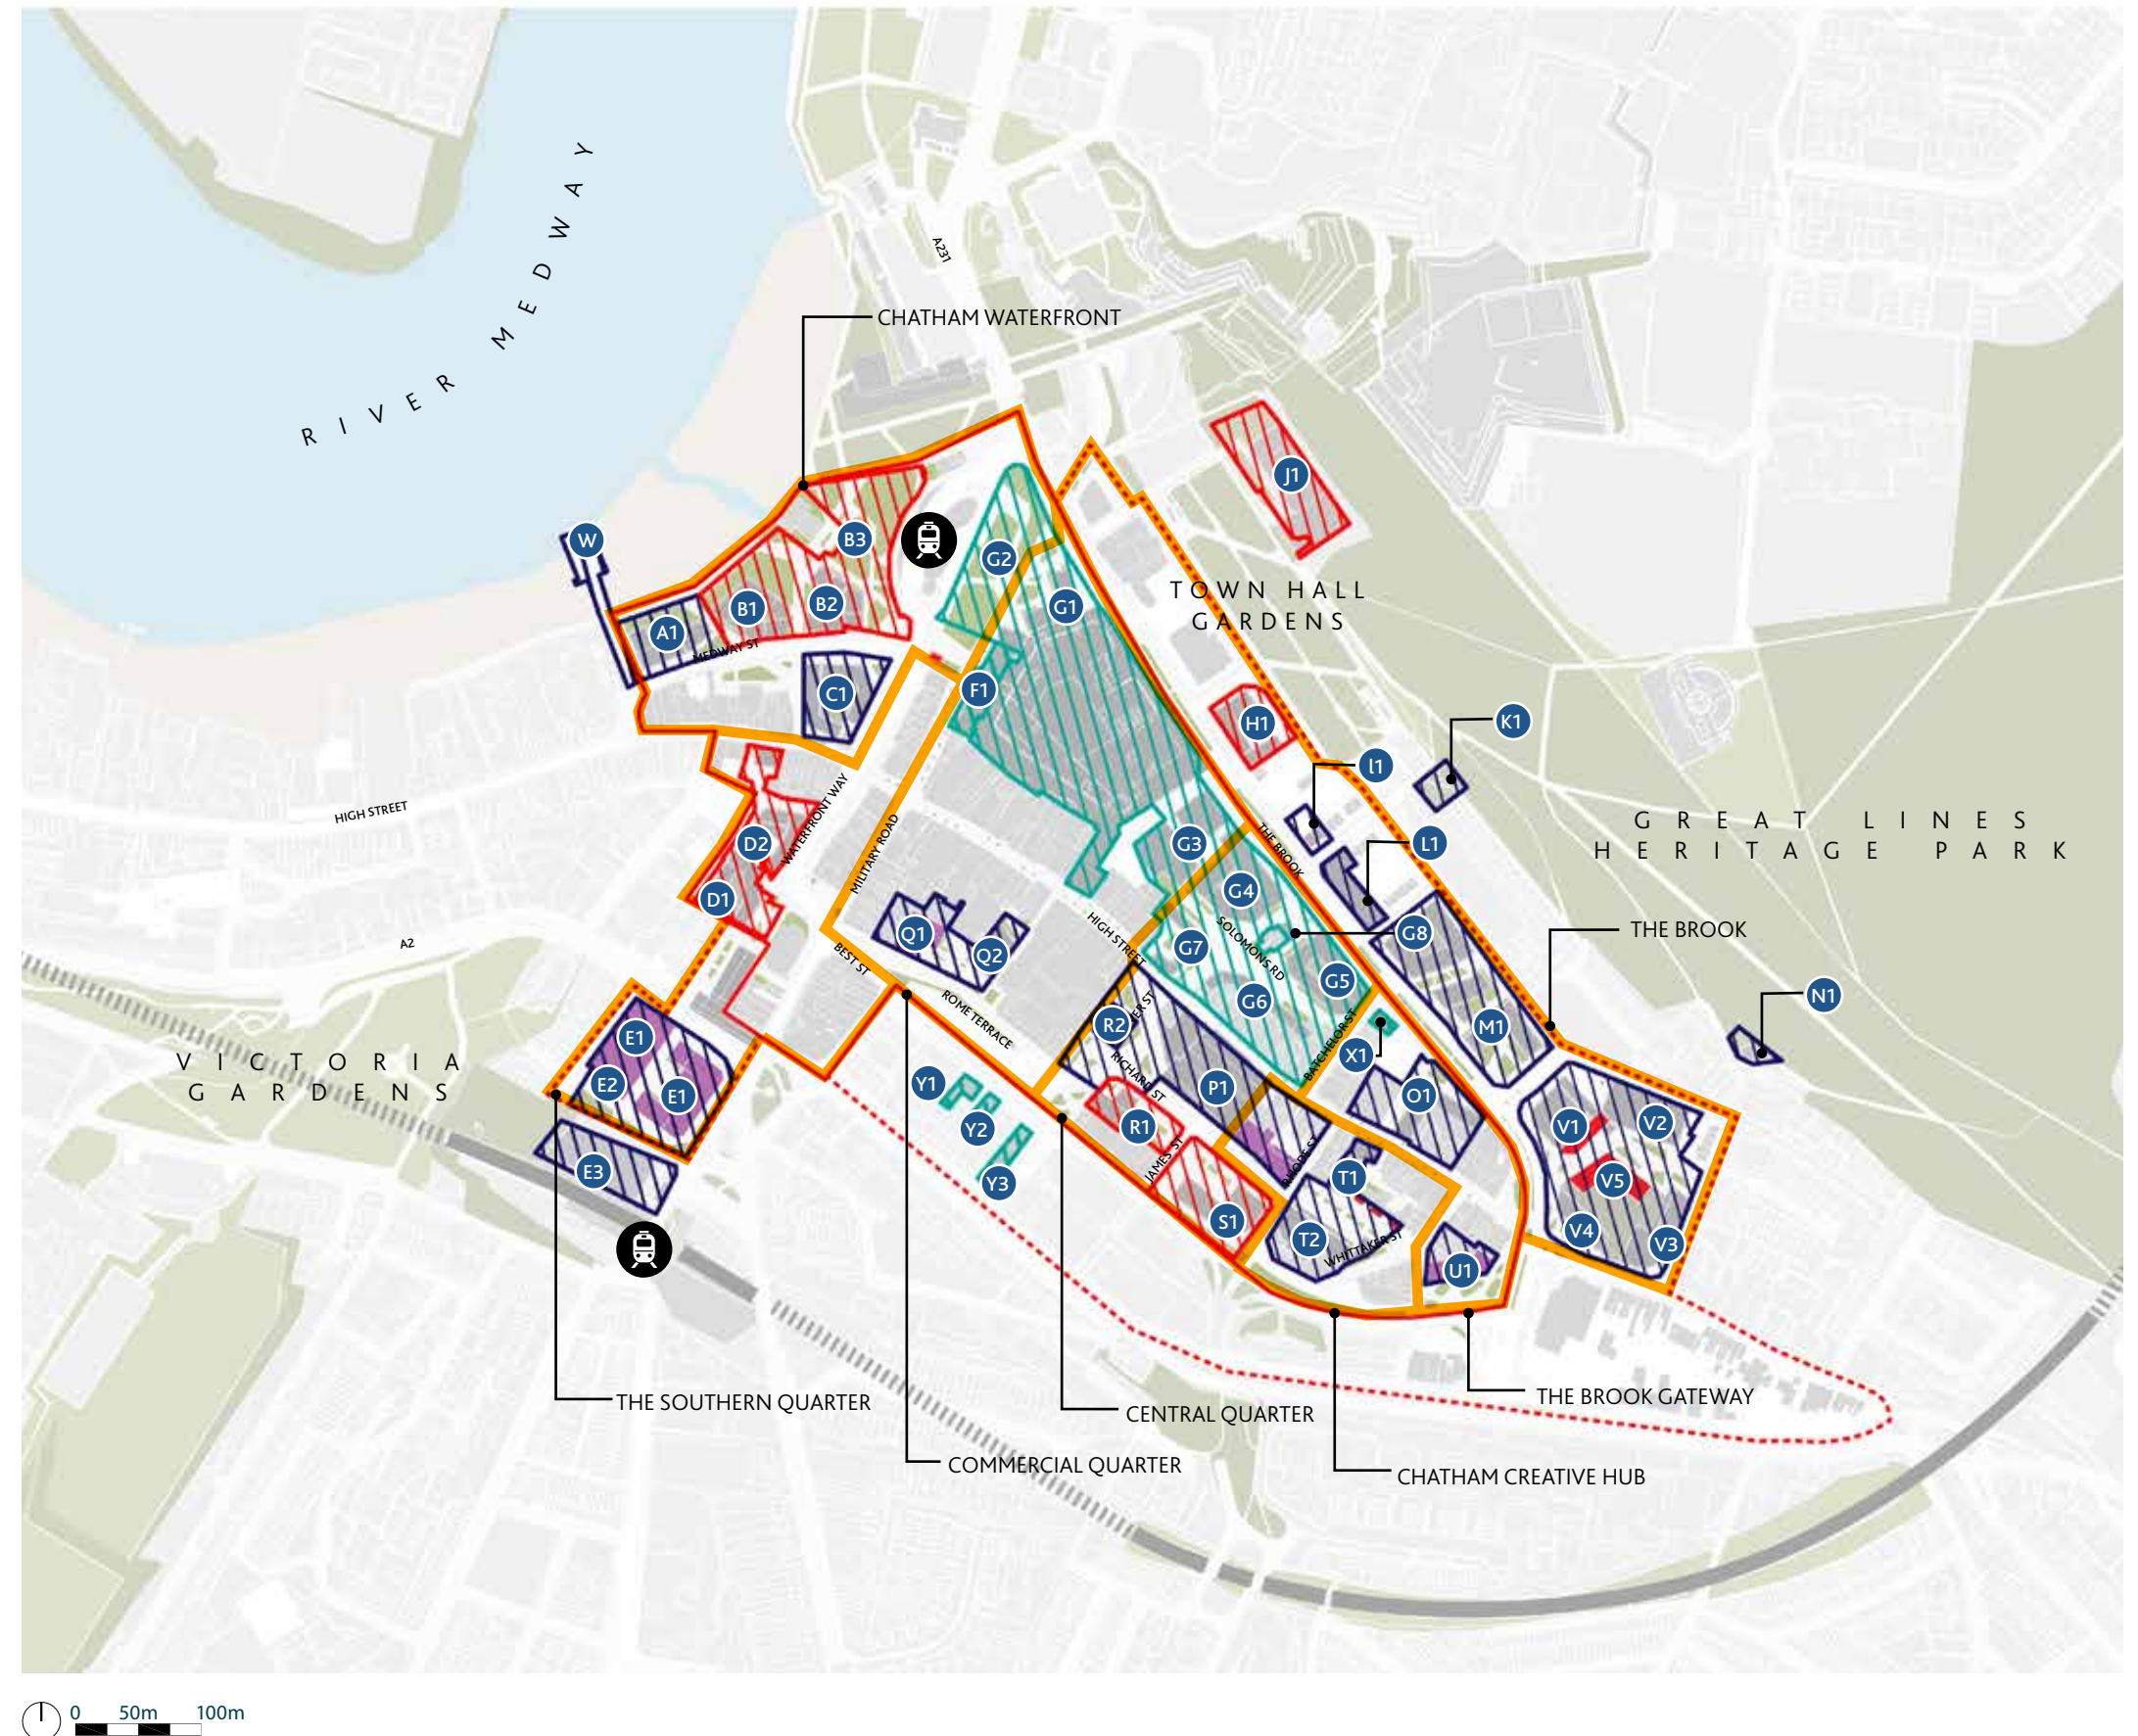 RIVER MEDWAY
A231
CHATHAM WATERFRONT
J1
W
B3
G2
TOWN HALL
GARDENS
B1
B2
G1
A1
MEDWAY ST
C1
F1
H1
K1
I1
HIGH STREET
D2
WATERFRONT WAY
MILITARY ROAD
G3
THE BROOK
L1
GREAT LINES
HERITAGE PARK
D1
G4
Q1
HIGH STREET
G7
SOLOMONS RD
G8
THE BROOK
A2
BEST ST
Q2
G5
G6
N1
ROME TERRACE
R2
M1
E1
VICTORIA
GARDENS
BATCHELOR ST
X1
RICHARD ST
E2
E1
Y1
P1
O1
Y2
R1
V1
V2
E3
JAMES ST
Y3
T1
V5
S1
T2
WHITTAKER ST
V4
V3
U1
THE SOUTHERN QUARTER
CENTRAL QUARTER
THE BROOK GATEWAY
COMMERCIAL QUARTER
CHATHAM CREATIVE HUB
0 50m 100m